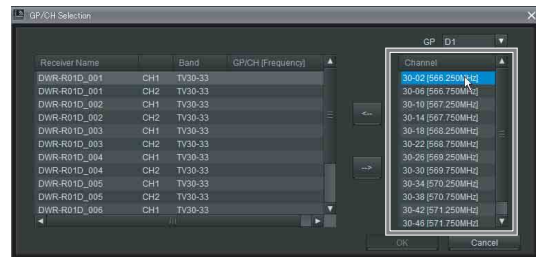 GP/CH Selection
GP D1
Receiver Name Band GP/CH [Frequency]
DWR-R01D_001 CH1 TV30-33
DWR-R01D_001 CH2 TV30-33
DWR-R01D_002 CH1 TV30-33
DWR-R01D_002 CH2 TV30-33
DWR-R01D_003 CH1 TV30-33
DWR-R01D_003 CH2 TV30-33
DWR-R01D_004 CH1 TV30-33
DWR-R01D_004 CH2 TV30-33
DWR-R01D_005 CH1 TV30-33
DWR-R01D_005 CH2 TV30-33
DWR-R01D_006 CH1 TV30-33
<--
-->
Channel
30-02 [566.250MHz]
30-06 [566.750MHz]
30-10 [567.250MHz]
30-14 [567.750MHz]
30-18 [568.250MHz]
30-22 [568.750MHz]
30-26 [569.250MHz]
30-30 [569.750MHz]
30-34 [570.250MHz]
30-38 [570.750MHz]
30-42 [571.250MHz]
30-46 [571.750MHz]
OK Cancel